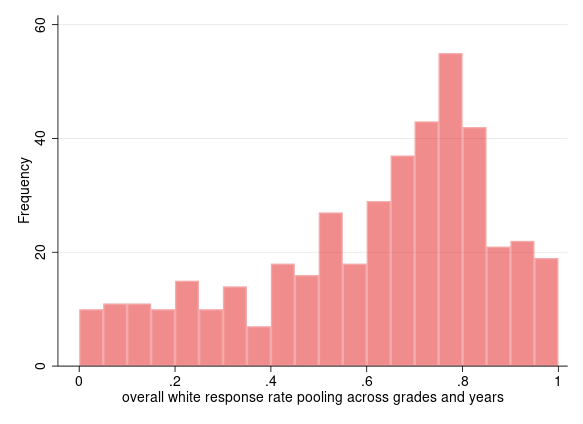 60
40
20
0
Frequency
0 .2 .4 .6 .8 1
overall white response rate pooling across grades and years